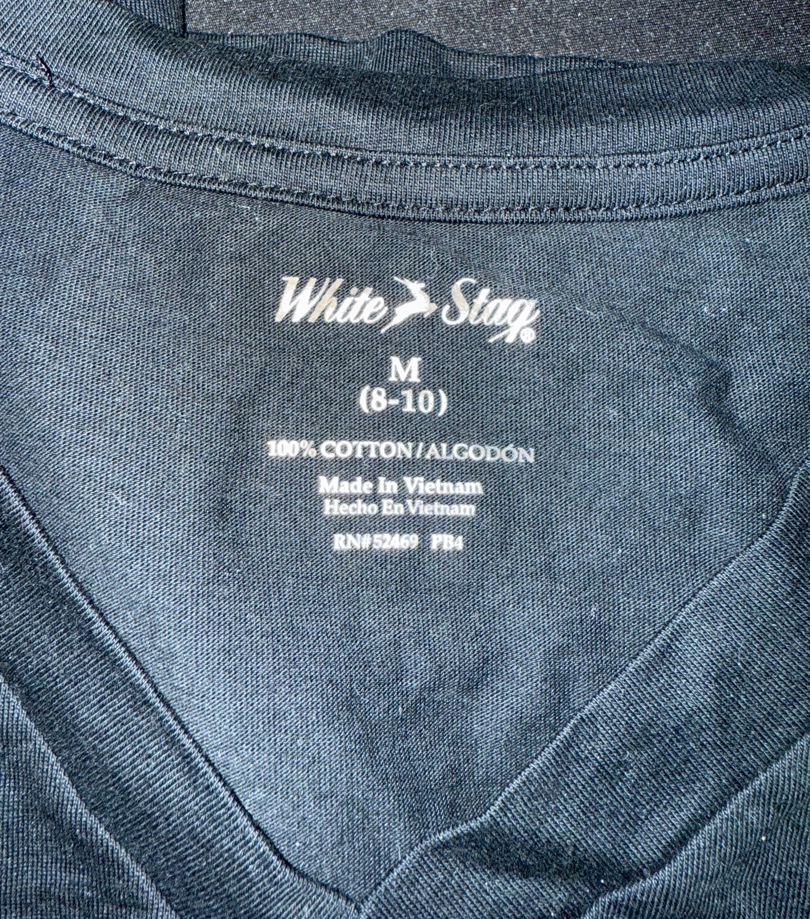 White Stag®
M
(8-10)
100% COTTON/ALGODÓN
Made In Vietnam
Hecho En Vietnam
RN#52469 PB4